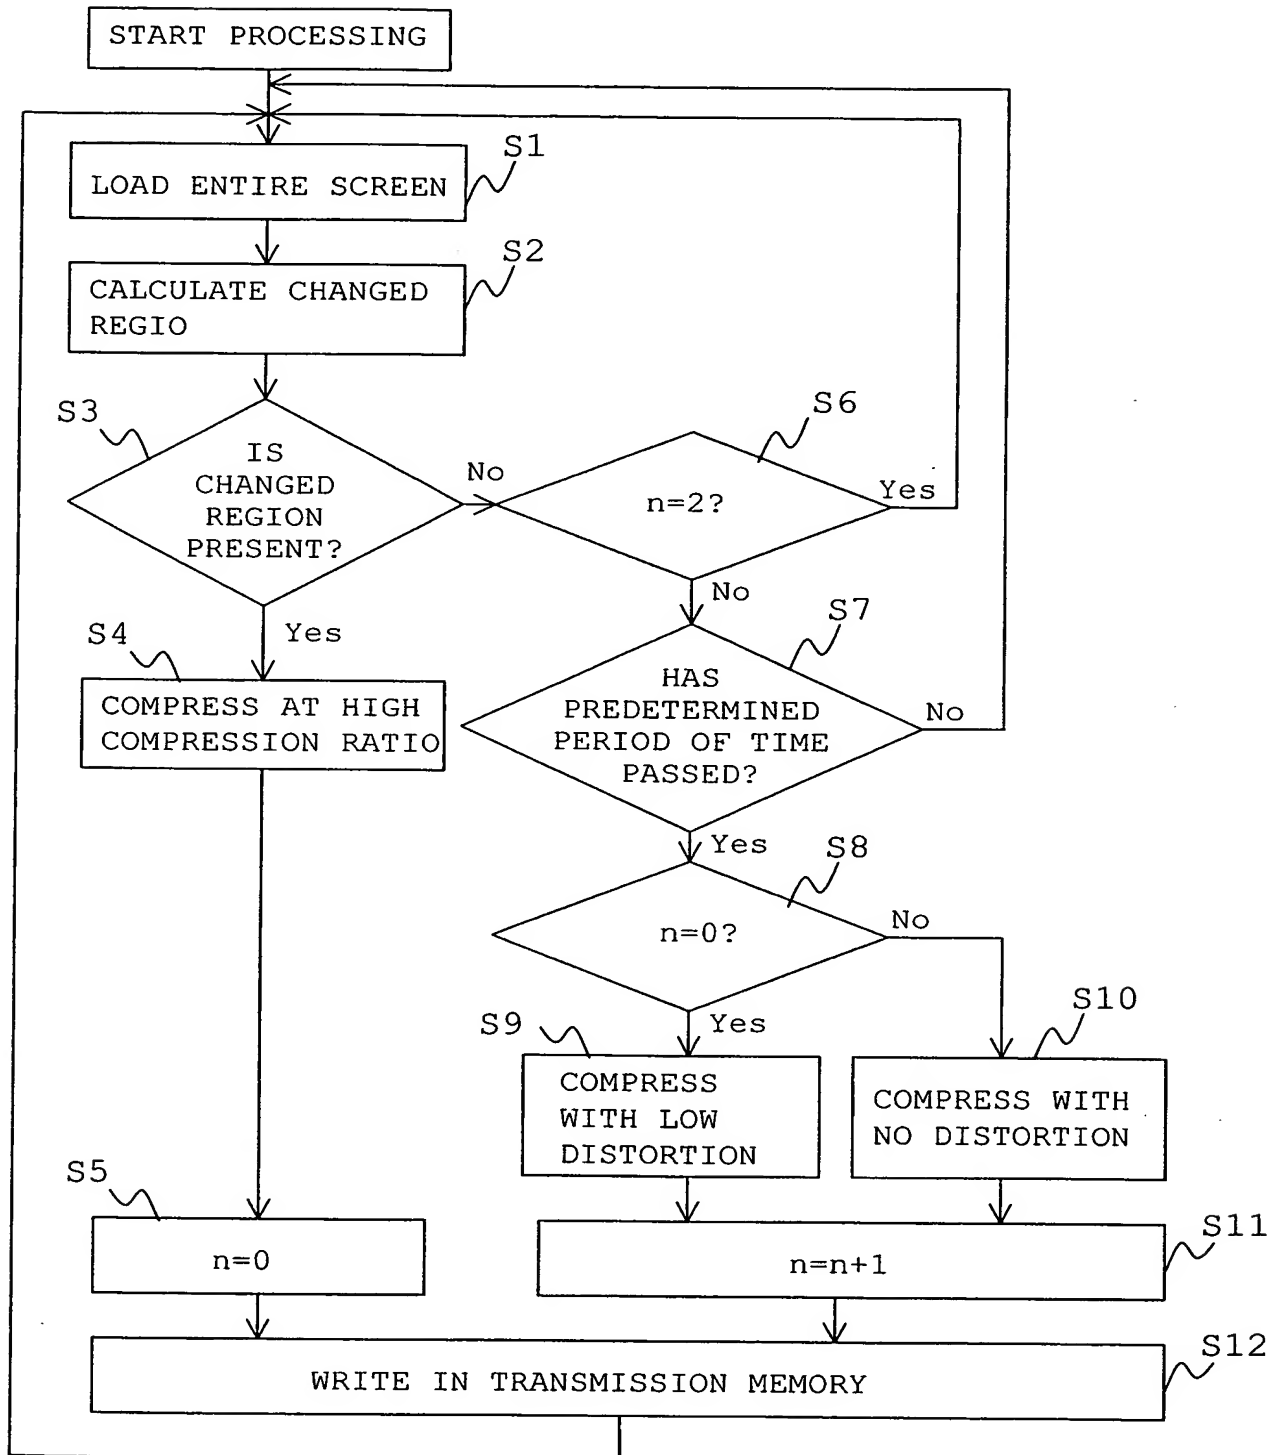 START PROCESSING
S1
LOAD ENTIRE SCREEN
S2
CALCULATE CHANGED
REGIO
S3
IS
CHANGED
REGION
PRESENT?
No
S6
n=2?
Yes
No
S4
Yes
COMPRESS AT HIGH
COMPRESSION RATIO
S7
HAS
PREDETERMINED
PERIOD OF TIME
PASSED?
No
Yes
S8
n=0?
No
Yes
S9
COMPRESS
WITH LOW
DISTORTION
S10
COMPRESS WITH
NO DISTORTION
S5
n=0
S11
n=n+1
S12
WRITE IN TRANSMISSION MEMORY